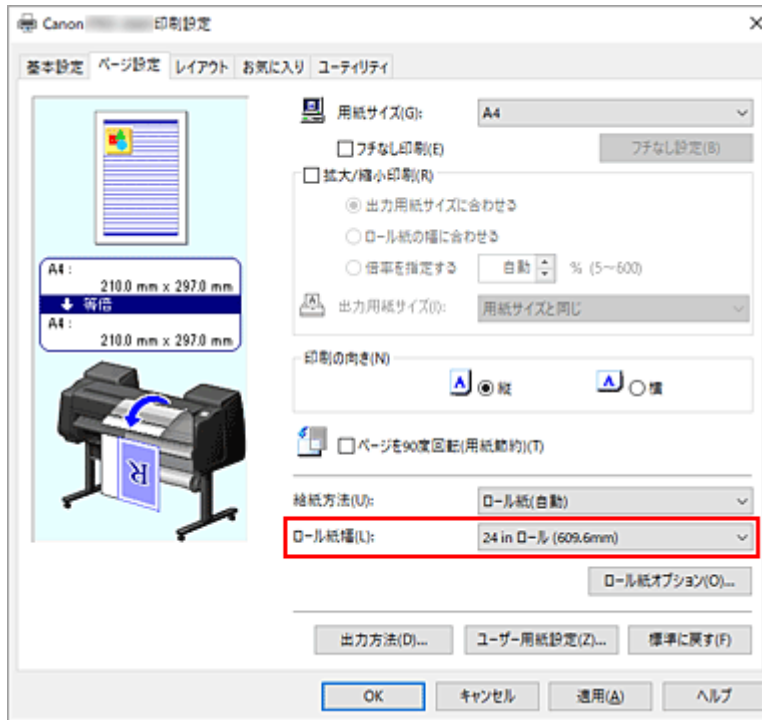 Canon 印刷設定
基本設定 ページ設定 レイアウト お気に入り ユーティリティ
用紙サイズ(G): A4
フチなし印刷(E) フチなし設定(B)
拡大/縮小印刷(R)
出力用紙サイズに合わせる
ロール紙の幅に合わせる
倍率を指定する 自動 % (5～600)
出力用紙サイズ(I): 用紙サイズと同じ
A4 :
210.0 mm x 297.0 mm
等倍
A4 :
210.0 mm x 297.0 mm
印刷の向き(N)
A 縦 A 横
R
ページを90度回転(用紙節約)(T)
給紙方法(U): ロール紙(自動)
ロール紙幅(L): 24 in ロール (609.6mm)
ロール紙オプション(O)...
出力方法(D)... ユーザー用紙設定(Z)... 標準に戻す(F)
OK キャンセル 適用(A) ヘルプ